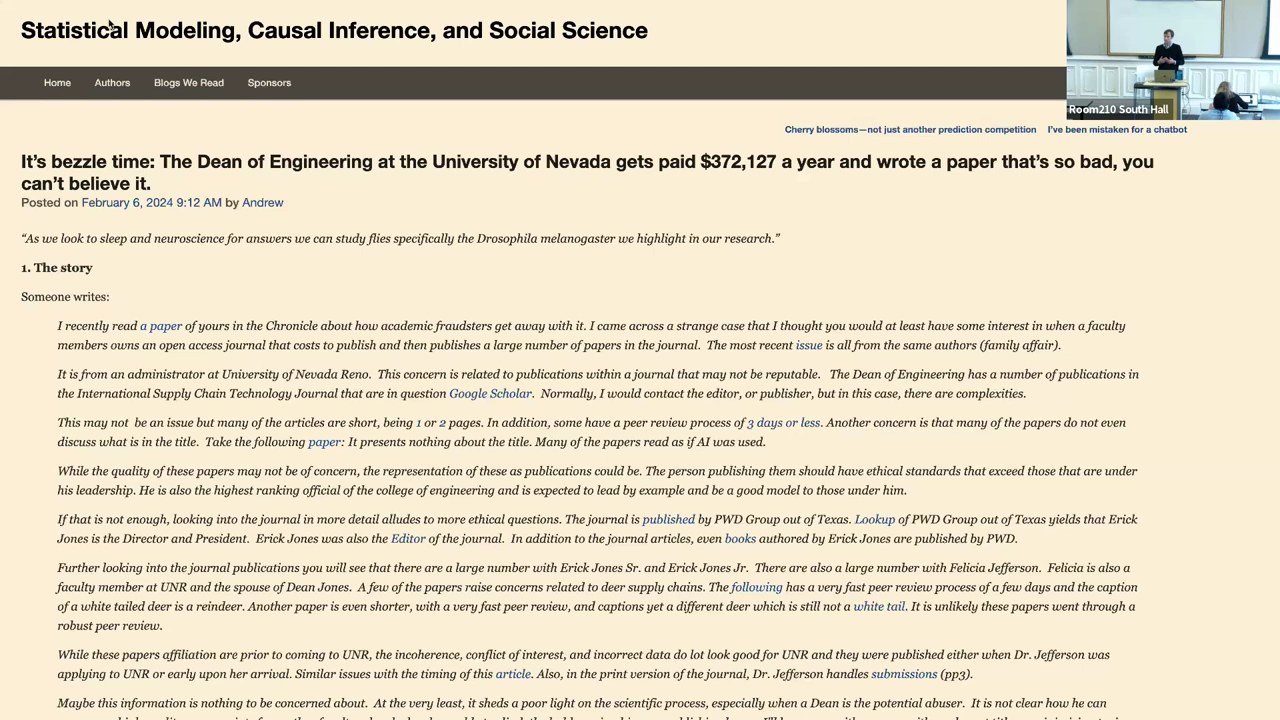 Statistical Modeling, Causal Inference, and Social Science
Home Authors Blogs We Read Sponsors
Room210 South Hall
Cherry blossoms—not just another prediction competition I've been mistaken for a chatbot
It's bezzle time: The Dean of Engineering at the University of Nevada gets paid $372,127 a year and wrote a paper that's so bad, you
can't believe it.
Posted on February 6, 2024 9:12 AM by Andrew
“As we look to sleep and neuroscience for answers we can study flies specifically the Drosophila melanogaster we highlight in our research.”
1. The story
Someone writes:
I recently read a paper of yours in the Chronicle about how academic fraudsters get away with it. I came across a strange case that I thought you would at least have some interest in when a faculty
members owns an open access journal that costs to publish and then publishes a large number of papers in the journal. The most recent issue is all from the same authors (family affair).
It is from an administrator at University of Nevada Reno. This concern is related to publications within a journal that may not be reputable. The Dean of Engineering has a number of publications in
the International Supply Chain Technology Journal that are in question Google Scholar. Normally, I would contact the editor, or publisher, but in this case, there are complexities.
This may not be an issue but many of the articles are short, being 1 or 2 pages. In addition, some have a peer review process of 3 days or less. Another concern is that many of the papers do not even
discuss what is in the title. Take the following paper: It presents nothing about the title. Many of the papers read as if AI was used.
While the quality of these papers may not be of concern, the representation of these as publications could be. The person publishing them should have ethical standards that exceed those that are under
his leadership. He is also the highest ranking official of the college of engineering and is expected to lead by example and be a good model to those under him.
If that is not enough, looking into the journal in more detail alludes to more ethical questions. The journal is published by PWD Group out of Texas. Lookup of PWD Group out of Texas yields that Erick
Jones is the Director and President. Erick Jones was also the Editor of the journal. In addition to the journal articles, even books authored by Erick Jones are published by PWD.
Further looking into the journal publications you will see that there are a large number with Erick Jones Sr. and Erick Jones Jr. There are also a large number with Felicia Jefferson. Felicia is also a
faculty member at UNR and the spouse of Dean Jones. A few of the papers raise concerns related to deer supply chains. The following has a very fast peer review process of a few days and the caption
of a white tailed deer is a reindeer. Another paper is even shorter, with a very fast peer review, and captions yet a different deer which is still not a white tail. It is unlikely these papers went through a
robust peer review.
While these papers affiliation are prior to coming to UNR, the incoherence, conflict of interest, and incorrect data do lot look good for UNR and they were published either when Dr. Jefferson was
applying to UNR or early upon her arrival. Similar issues with the timing of this article. Also, in the print version of the journal, Dr. Jefferson handles submissions (pp3).
Maybe this information is nothing to be concerned about. At the very least, it sheds a poor light on the scientific process, especially when a Dean is the potential abuser. It is not clear how he can